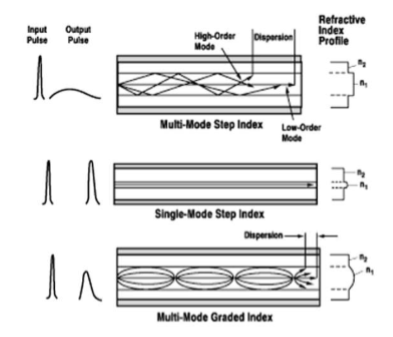 Input
Pulse
Output
Pulse
High-Order
Mode
Dispersion
Refractive
Index
Profile
n₂
n₁
Low-Order
Mode
Multi-Mode Step Index
n₂
n₁
Single-Mode Step Index
Dispersion
n₂
n₁
Multi-Mode Graded Index